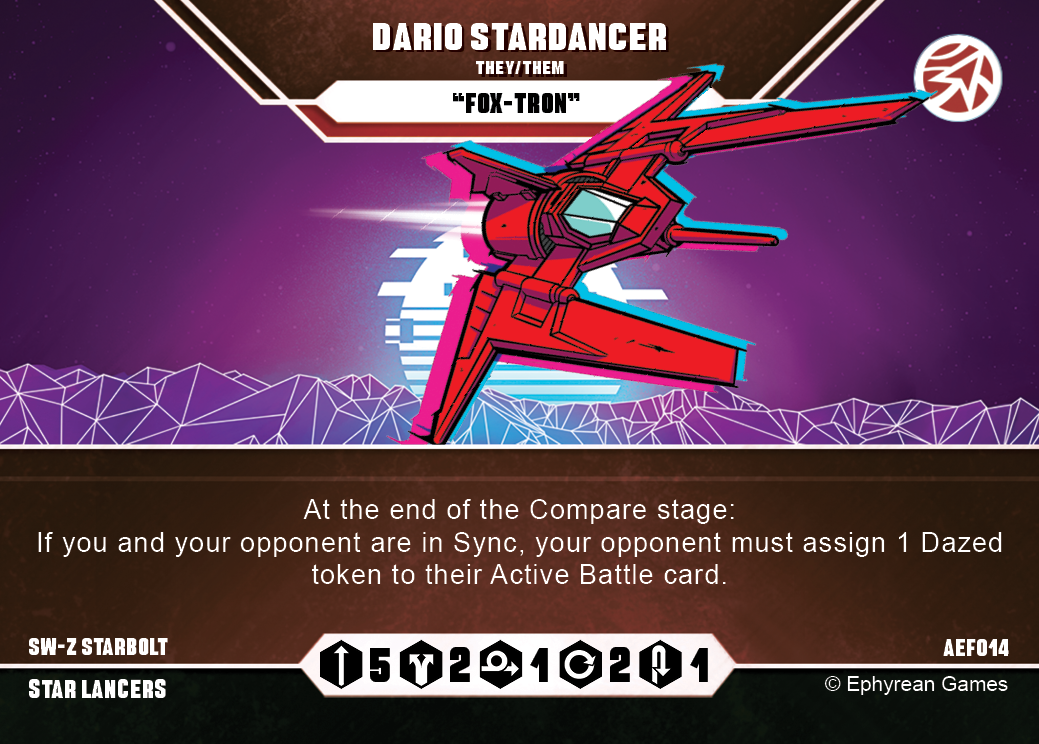 DARIO STARDANCER
THEY/THEM
“FOX-TRON”
At the end of the Compare stage:
If you and your opponent are in Sync, your opponent must assign 1 Dazed
token to their Active Battle card.
SW-Z STARBOLT
5 2 1 2 1
AEF014
STAR LANCERS
© Ephyrean Games